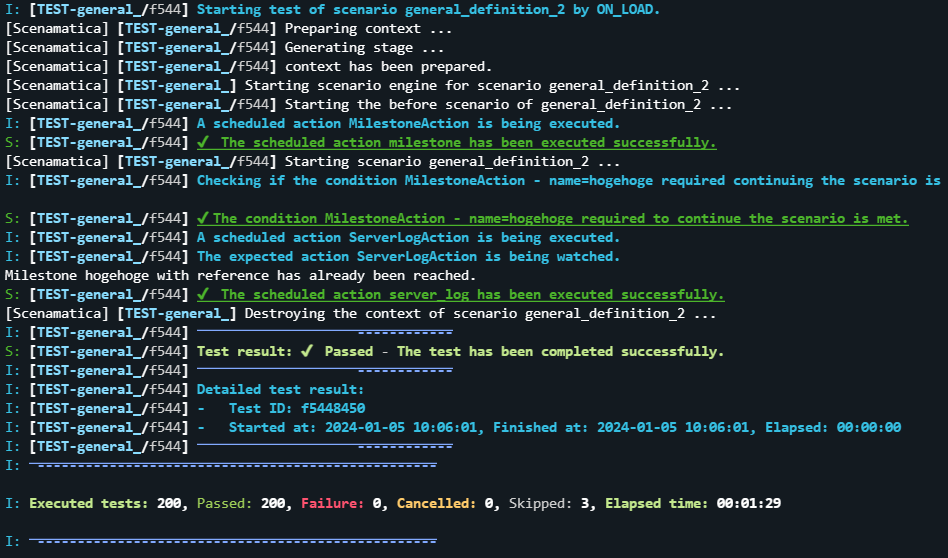 I: [TEST-general_/f544] Starting test of scenario general_definition_2 by ON_LOAD.
[Scenamatica] [TEST-general_/f544] Preparing context ...
[Scenamatica] [TEST-general_/f544] Generating stage ...
[Scenamatica] [TEST-general_/f544] context has been prepared.
[Scenamatica] [TEST-general_] Starting scenario engine for scenario general_definition_2 ...
[Scenamatica] [TEST-general_/f544] Starting the before scenario of general_definition_2 ...
I: [TEST-general_/f544] A scheduled action MilestoneAction is being executed.
S: [TEST-general_/f544] ✔ The scheduled action milestone has been executed successfully.
[Scenamatica] [TEST-general_/f544] Starting scenario general_definition_2 ...
I: [TEST-general_/f544] Checking if the condition MilestoneAction - name=hogehoge required continuing the scenario is
S: [TEST-general_/f544] ✔The condition MilestoneAction - name=hogehoge required to continue the scenario is met.
I: [TEST-general_/f544] A scheduled action ServerLogAction is being executed.
I: [TEST-general_/f544] The expected action ServerLogAction is being watched.
Milestone hogehoge with reference has already been reached.
S: [TEST-general_/f544] ✔ The scheduled action server_log has been executed successfully.
[Scenamatica] [TEST-general_] Destroying the context of scenario general_definition_2 ...
I: [TEST-general_/f544] --------------------------------
S: [TEST-general_/f544] Test result: ✔ Passed - The test has been completed successfully.
I: [TEST-general_/f544] --------------------------------
I: [TEST-general_/f544] Detailed test result:
I: [TEST-general_/f544] -   Test ID: f5448450
I: [TEST-general_/f544] -   Started at: 2024-01-05 10:06:01, Finished at: 2024-01-05 10:06:01, Elapsed: 00:00:00
I: [TEST-general_/f544] --------------------------------
I: --------------------------------------------------
I: Executed tests: 200, Passed: 200, Failure: 0, Cancelled: 0, Skipped: 3, Elapsed time: 00:01:29
I: --------------------------------------------------